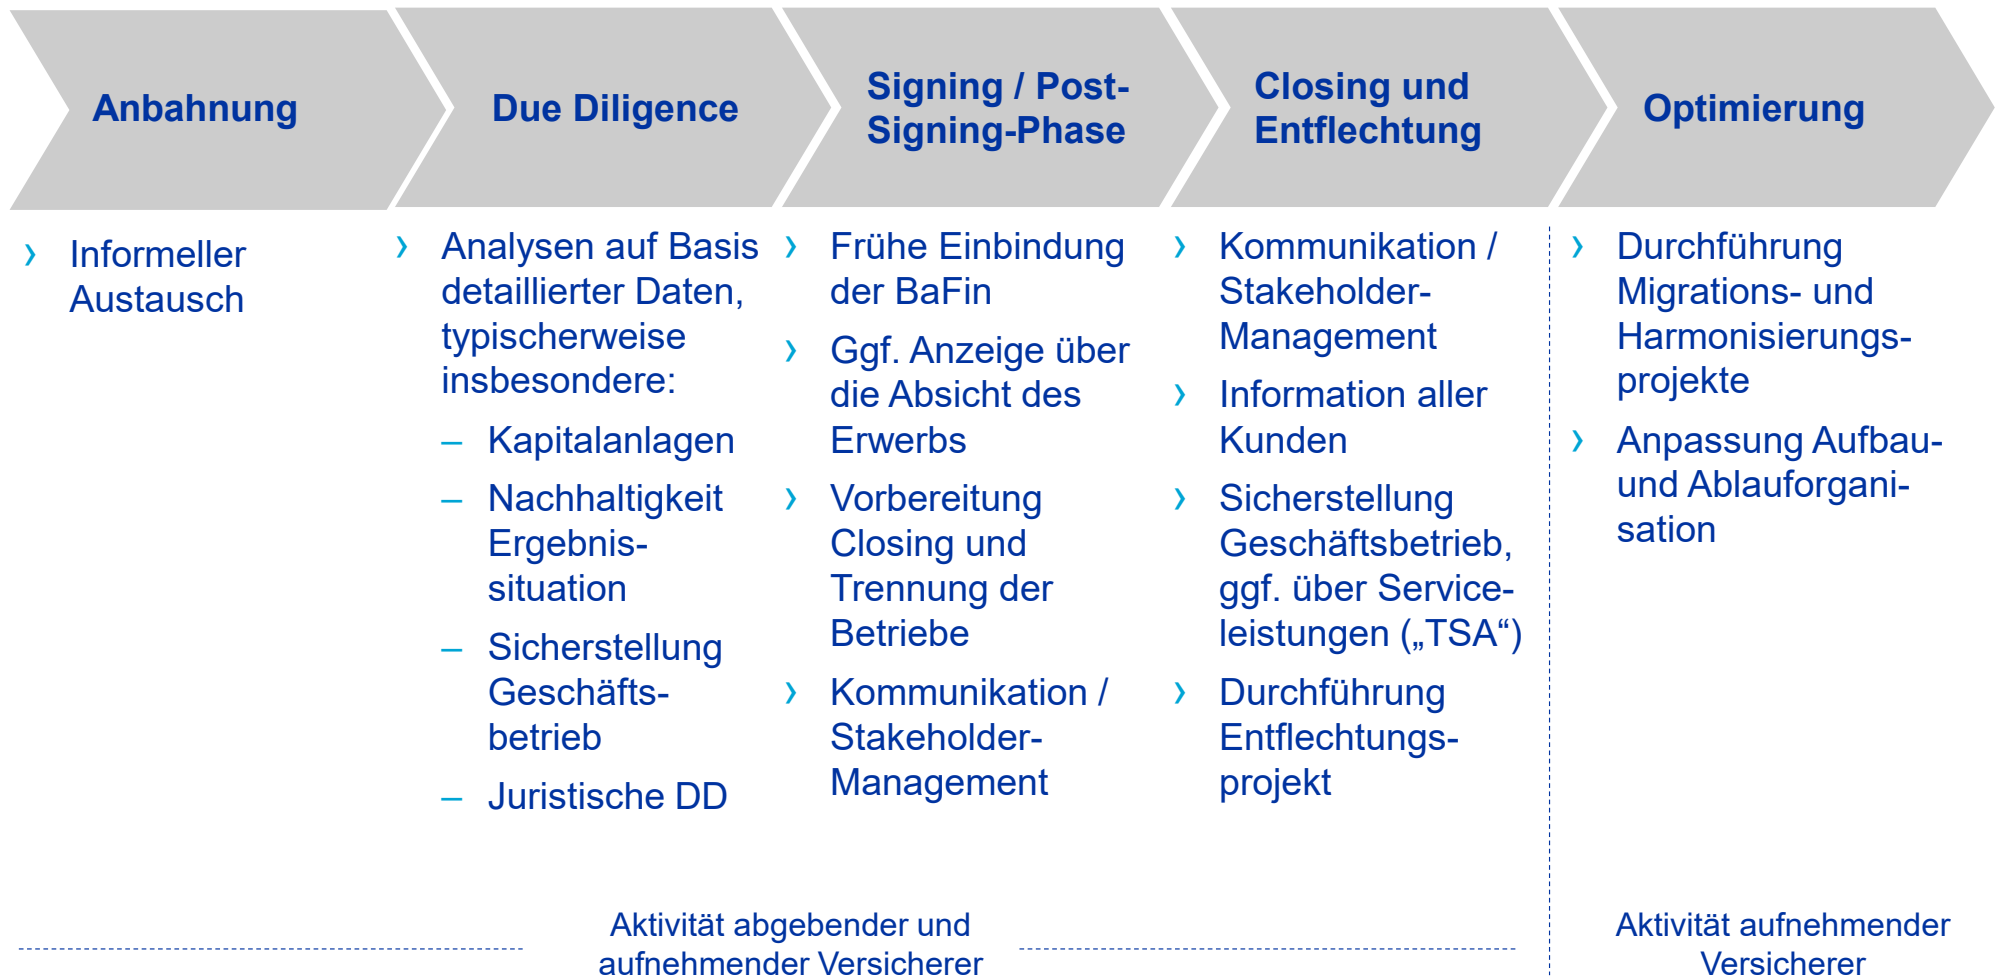 Anbahnung
Due Diligence
Signing / Post-
Signing-Phase
Closing und
Entflechtung
Optimierung
› Informeller
Austausch
› Analysen auf Basis
detaillierter Daten,
typischerweise
insbesondere:
– Kapitalanlagen
– Nachhaltigkeit
Ergebnis-
situation
– Sicherstellung
Geschäfts-
betrieb
– Juristische DD
› Frühe Einbindung
der BaFin
› Ggf. Anzeige über
die Absicht des
Erwerbs
› Vorbereitung
Closing und
Trennung der
Betriebe
› Kommunikation /
Stakeholder-
Management
› Kommunikation /
Stakeholder-
Management
› Information aller
Kunden
› Sicherstellung
Geschäftsbetrieb,
ggf. über Service-
leistungen („TSA“)
› Durchführung
Entflechtungs-
projekt
› Durchführung
Migrations- und
Harmonisierungs-
projekte
› Anpassung Aufbau-
und Ablauforgani-
sation
Aktivität abgebender und
aufnehmender Versicherer
Aktivität aufnehmender
Versicherer